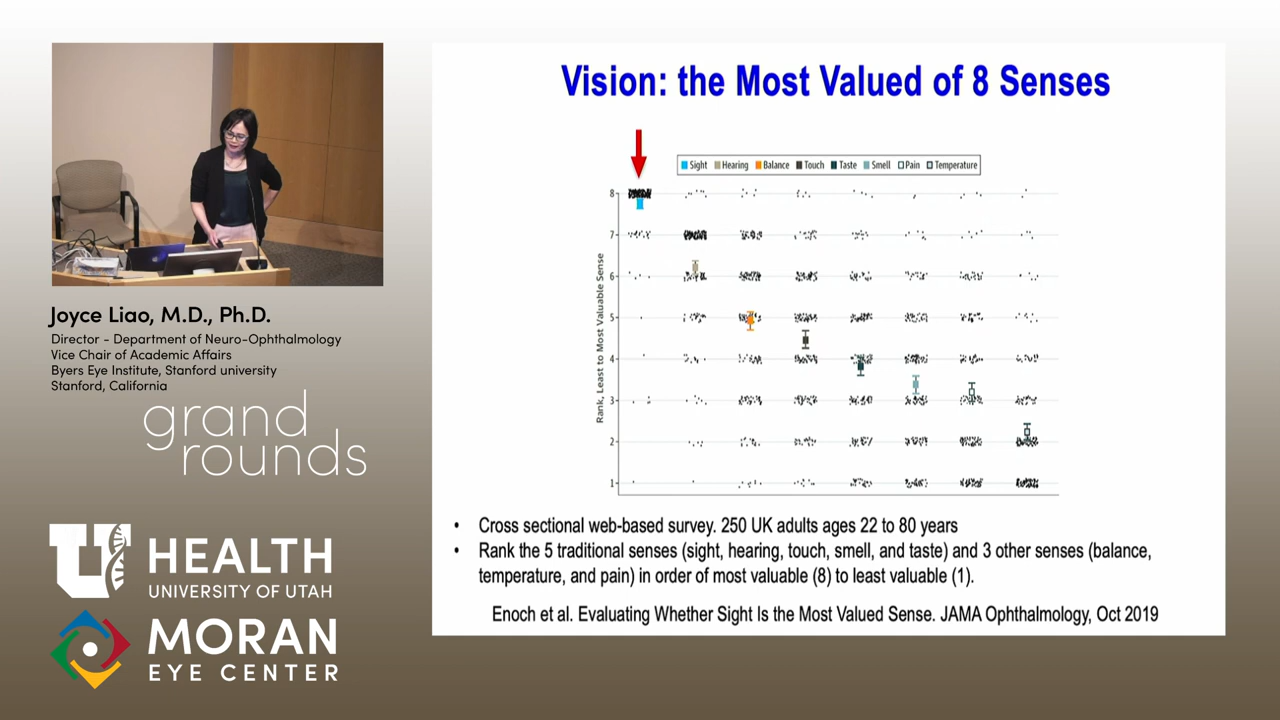 Vision: the Most Valued of 8 Senses
Sight Hearing Balance Touch Taste Smell Pain Temperature
Rank, Least to Most Valuable Sense
8
7
6
5
4
3
2
1
• Cross sectional web-based survey. 250 UK adults ages 22 to 80 years
• Rank the 5 traditional senses (sight, hearing, touch, smell, and taste) and 3 other senses (balance,
temperature, and pain) in order of most valuable (8) to least valuable (1).
Enoch et al. Evaluating Whether Sight Is the Most Valued Sense. JAMA Ophthalmology, Oct 2019
Joyce Liao, M.D., Ph.D.
Director - Department of Neuro-Ophthalmology
Vice Chair of Academic Affairs
Byers Eye Institute, Stanford university
Stanford, California
grand
rounds
U HEALTH
UNIVERSITY OF UTAH
MORAN
EYE CENTER